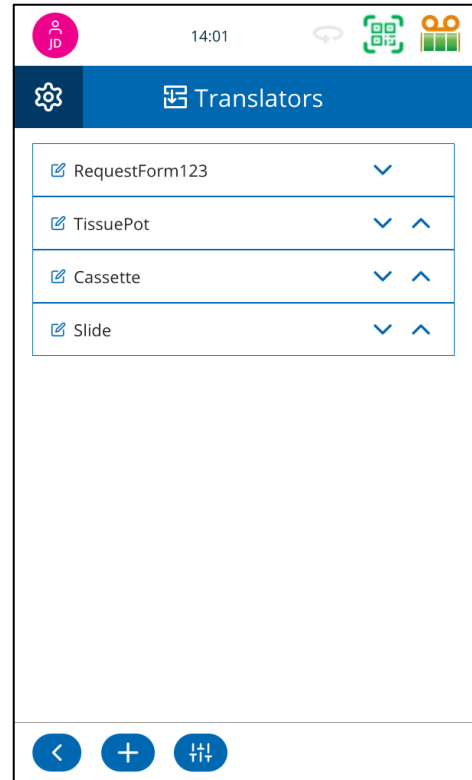 JD
14:01
Translators
RequestForm123
TissuePot
Cassette
Slide